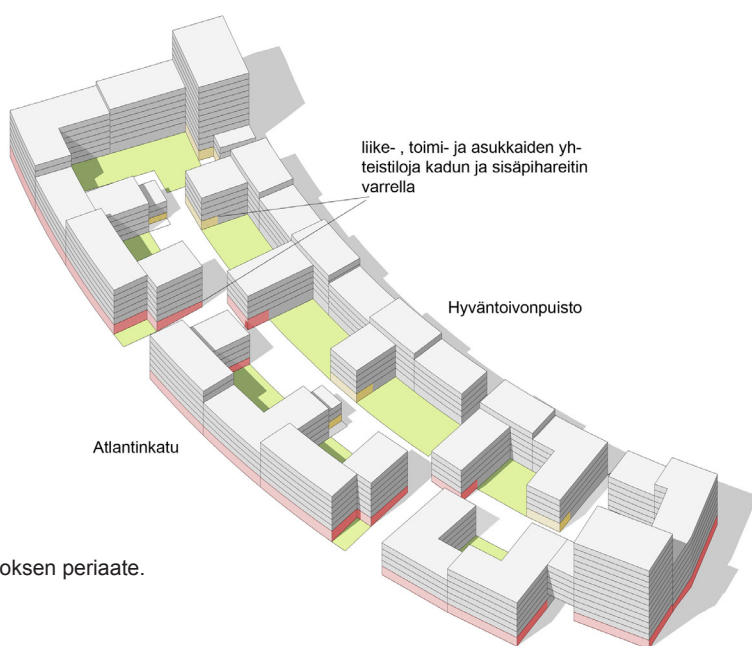 liike- , toimi- ja asukkaiden yh-
teistiloja kadun ja sisäpihareitin
varrella
Hyväntoivonpuisto
Atlantinkatu
oksen periaate.